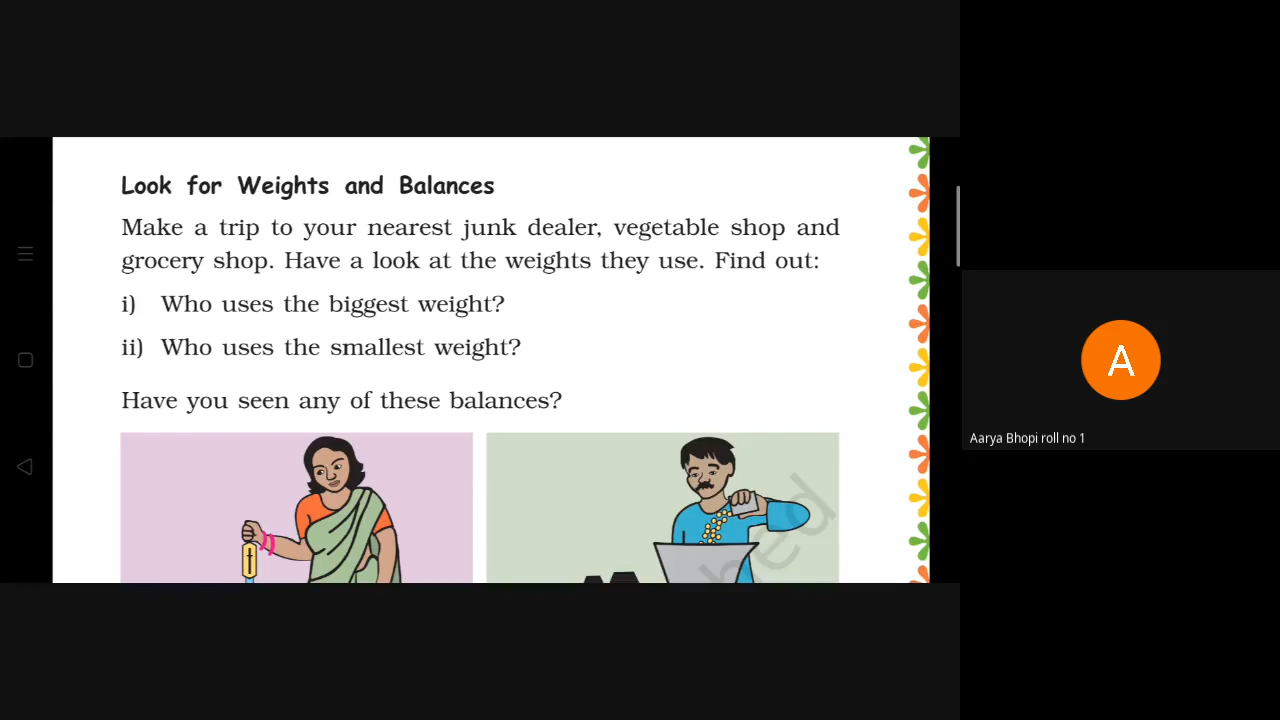 Look for Weights and Balances
Make a trip to your nearest junk dealer, vegetable shop and
grocery shop. Have a look at the weights they use. Find out:
i) Who uses the biggest weight?
ii) Who uses the smallest weight?
Have you seen any of these balances?
A
Aarya Bhopi roll no 1